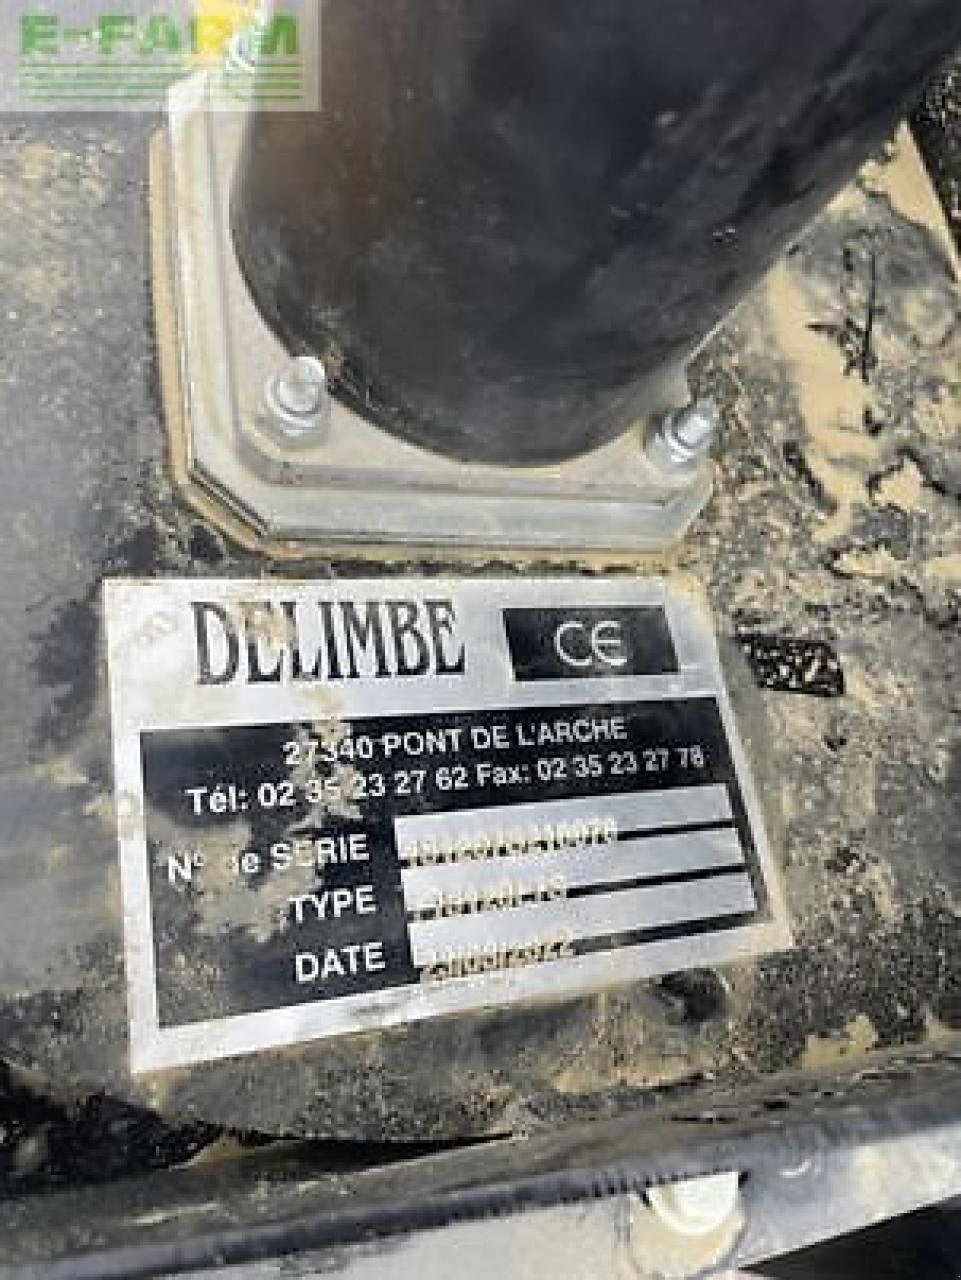 E-FARM
DELIMBE CE
27340 PONT DE L'ARCHE
Tél: 02 35 23 27 62 Fax: 02 35 23 27 78
N° de SERIE
TYPE
DATE